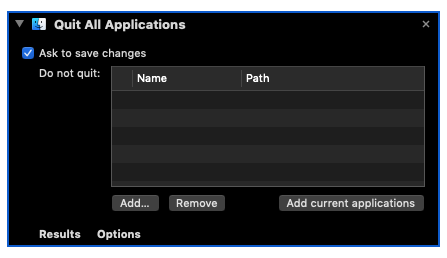 Quit All Applications
Ask to save changes
Do not quit:
Name Path
Add... Remove Add current applications
Results Options